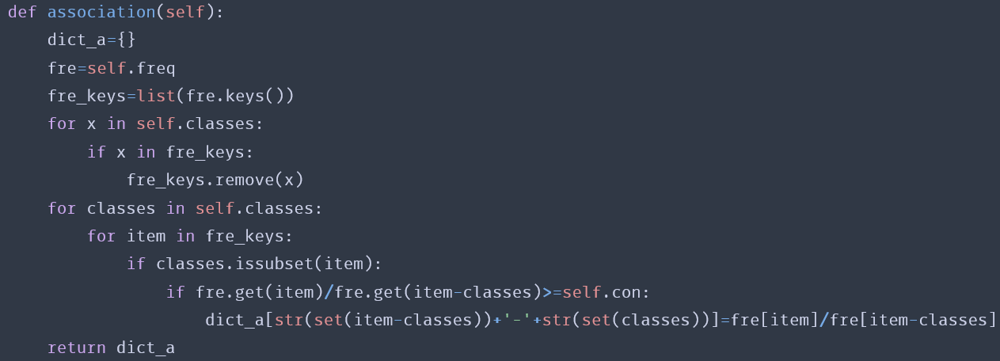 def association(self):
    dict_a={}
    fre=self.freq
    fre_keys=list(fre.keys())
    for x in self.classes:
        if x in fre_keys:
            fre_keys.remove(x)
    for classes in self.classes:
        for item in fre_keys:
            if classes.issubset(item):
                if fre.get(item)/fre.get(item-classes)>=self.con:
                    dict_a[str(set(item-classes))+'-'+str(set(classes))]=fre[item]/fre[item-classes]
    return dict_a